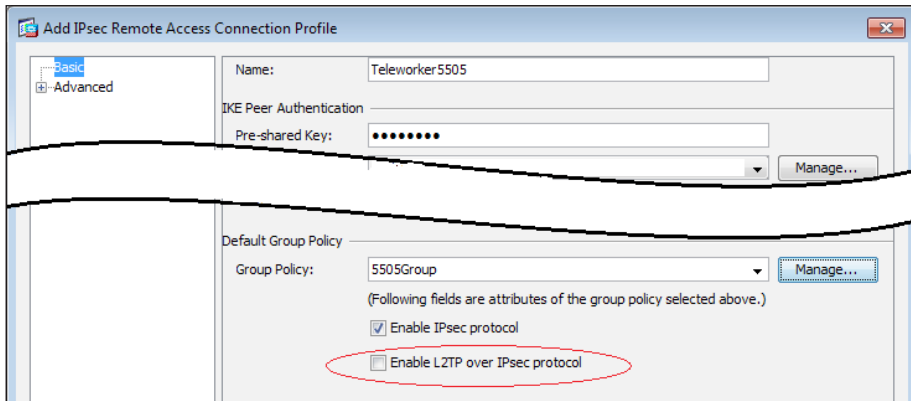 Add IPsec Remote Access Connection Profile
Basic
Advanced
Name: Teleworker5505
IKE Peer Authentication
Pre-shared Key: ••••••••
Manage...
Default Group Policy
Group Policy: 5505Group Manage...
(Following fields are attributes of the group policy selected above.)
Enable IPsec protocol
Enable L2TP over IPsec protocol